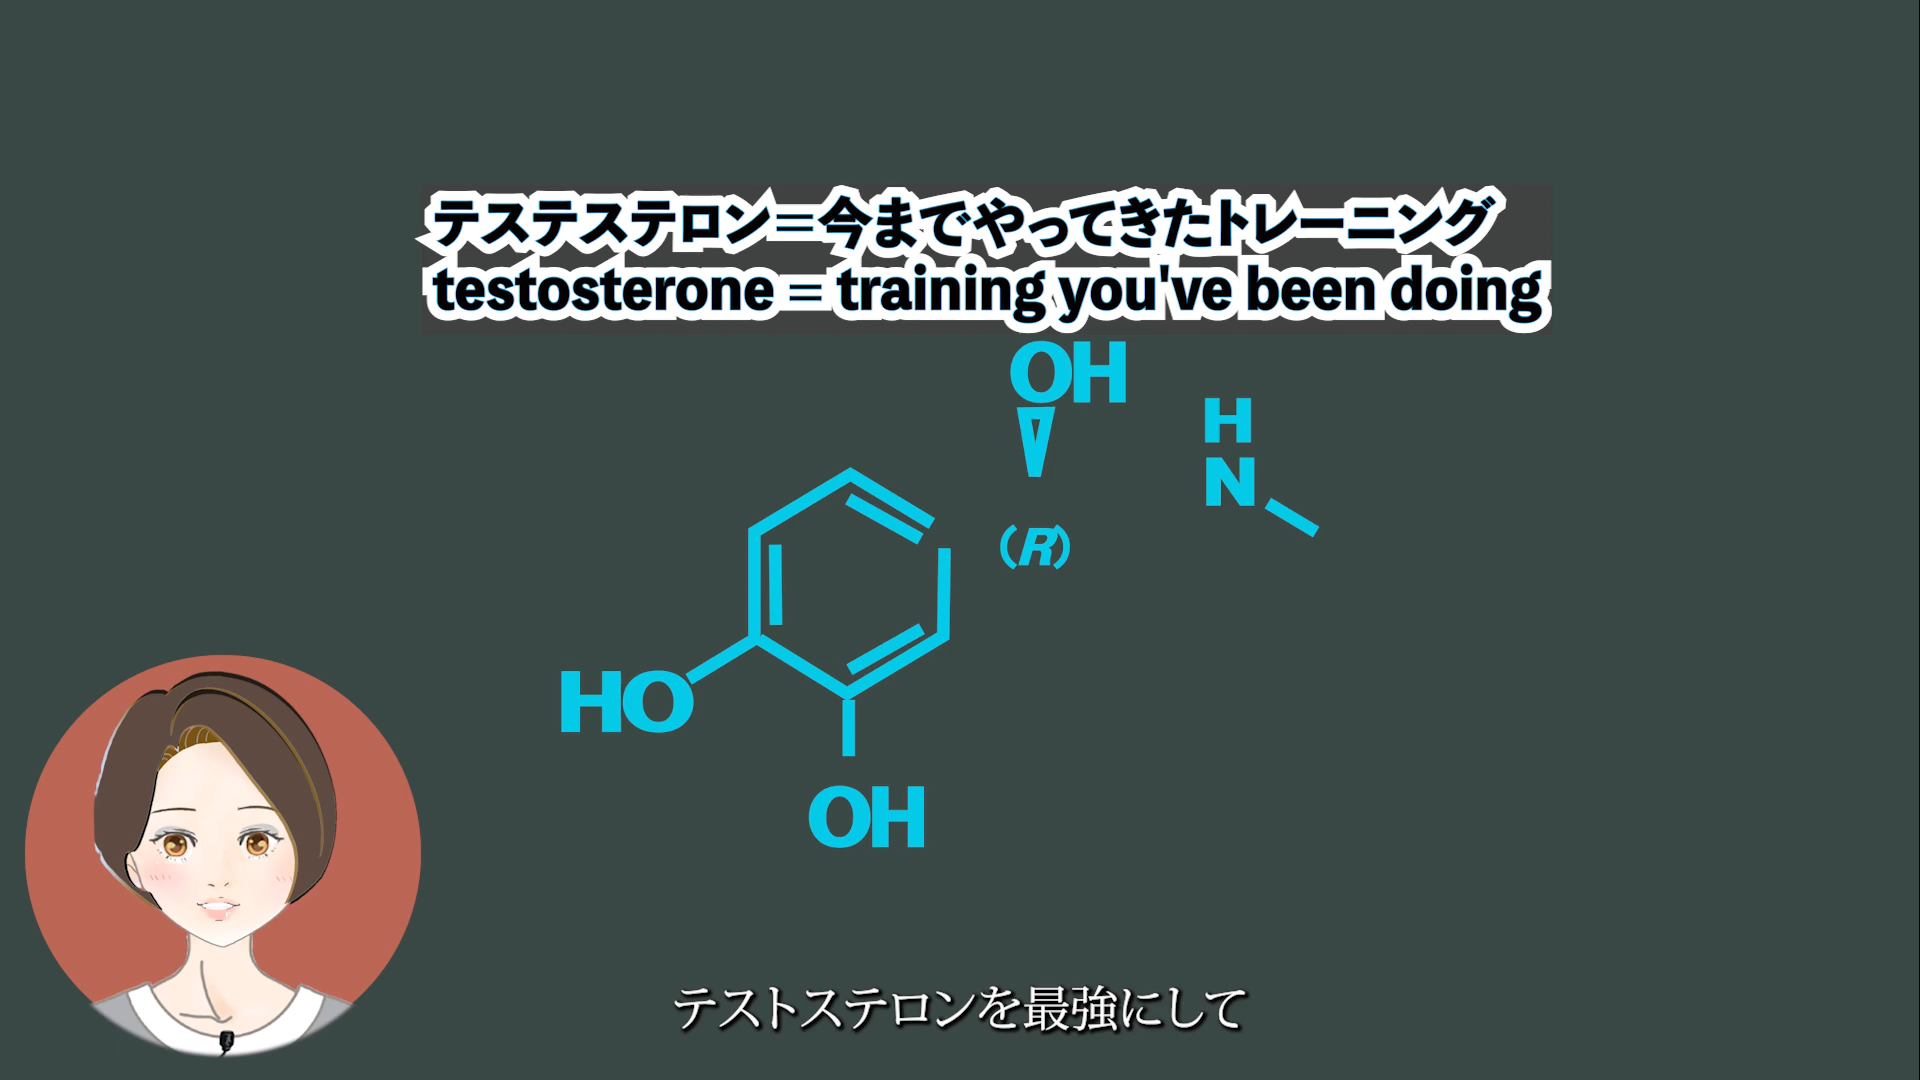 テステステロン=今までやってきたトレーニング
testosterone = training you've been doing
OH
H
N
(R)
HO
OH
テストステロンを最強にして